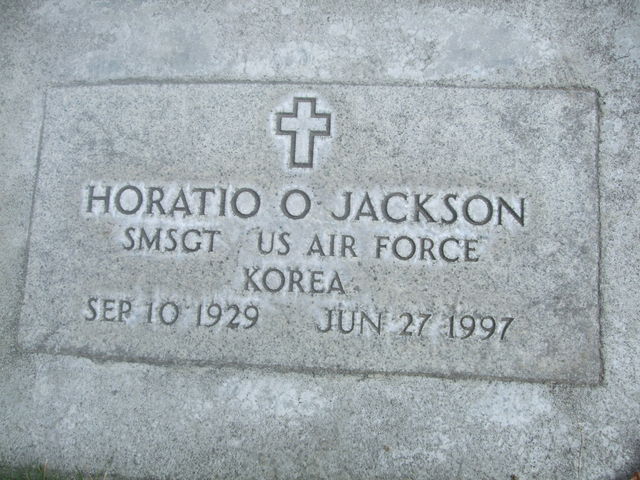 HORATIO O JACKSON
SMSGT US AIR FORCE
KOREA
SEP 10 1929 JUN 27 1997